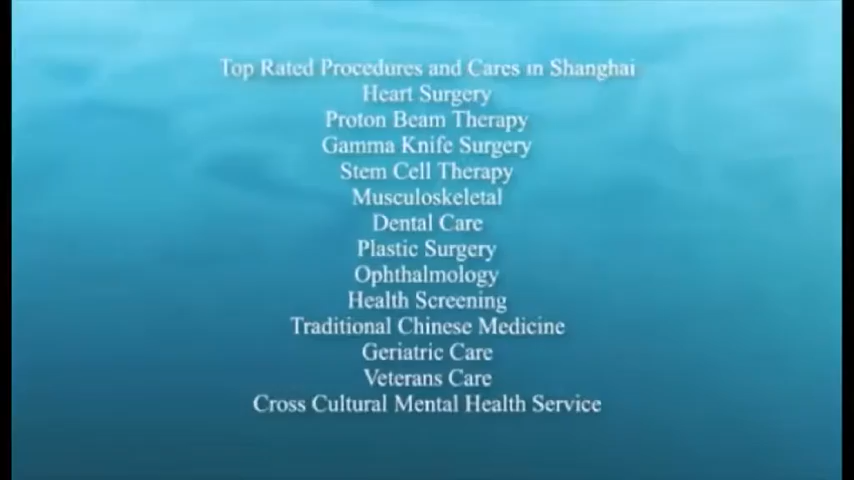 Top Rated Procedures and Cares in Shanghai
Heart Surgery
Proton Beam Therapy
Gamma Knife Surgery
Stem Cell Therapy
Musculoskeletal
Dental Care
Plastic Surgery
Ophthalmology
Health Screening
Traditional Chinese Medicine
Geriatric Care
Veterans Care
Cross Cultural Mental Health Service